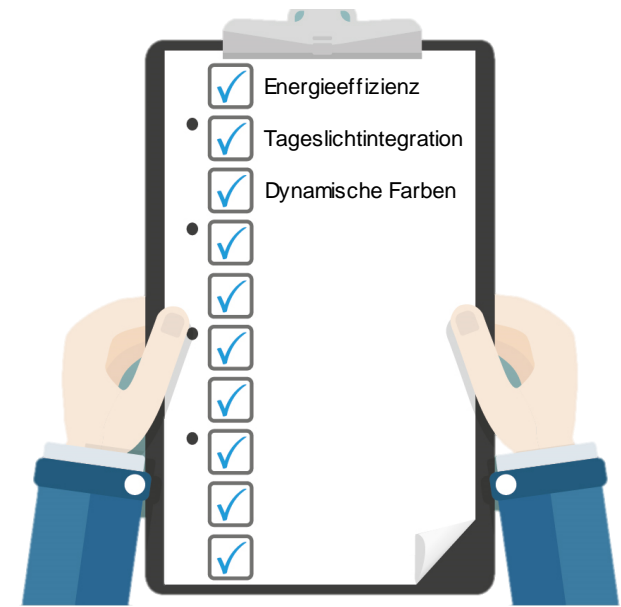 Energieeffizienz
Tageslichtintegration
Dynamische Farben